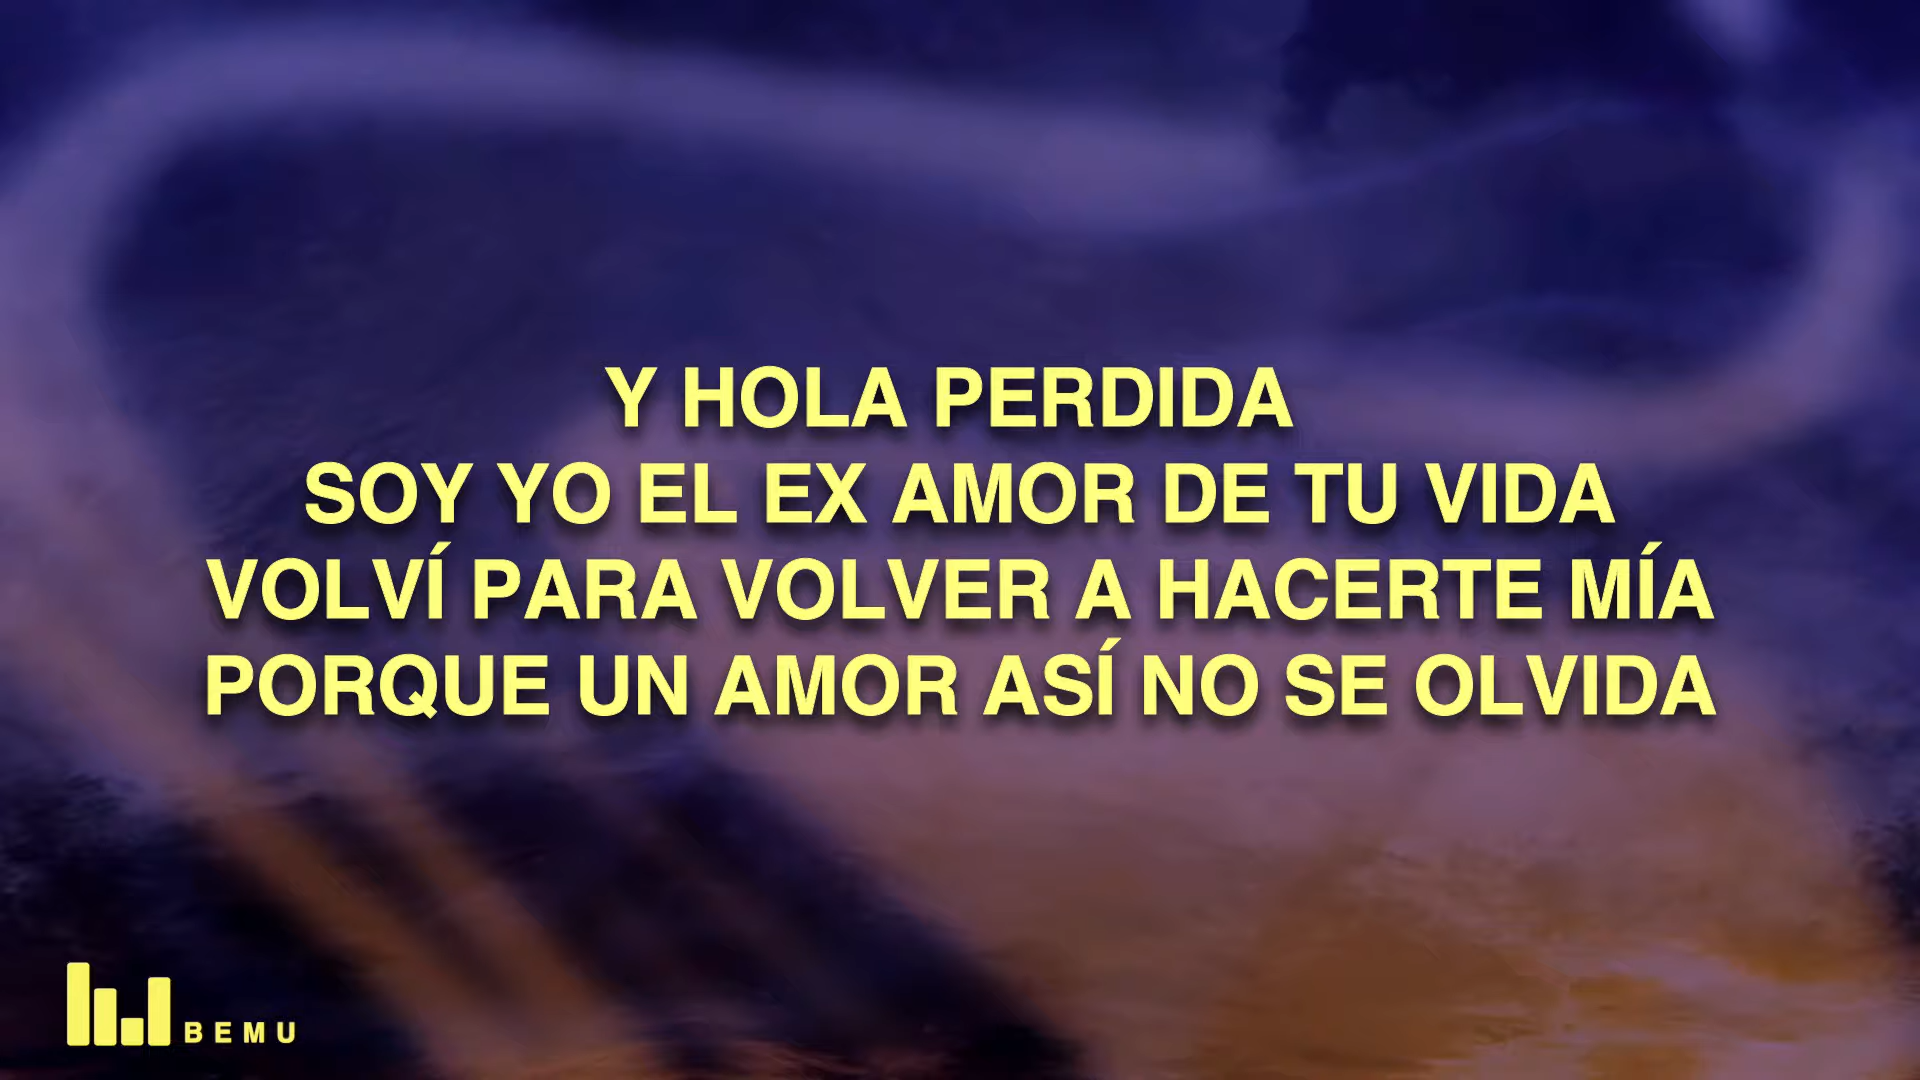 Y HOLA PERDIDA
SOY YO EL EX AMOR DE TU VIDA
VOLVÍ PARA VOLVER A HACERTE MÍA
PORQUE UN AMOR ASÍ NO SE OLVIDA
BEMU